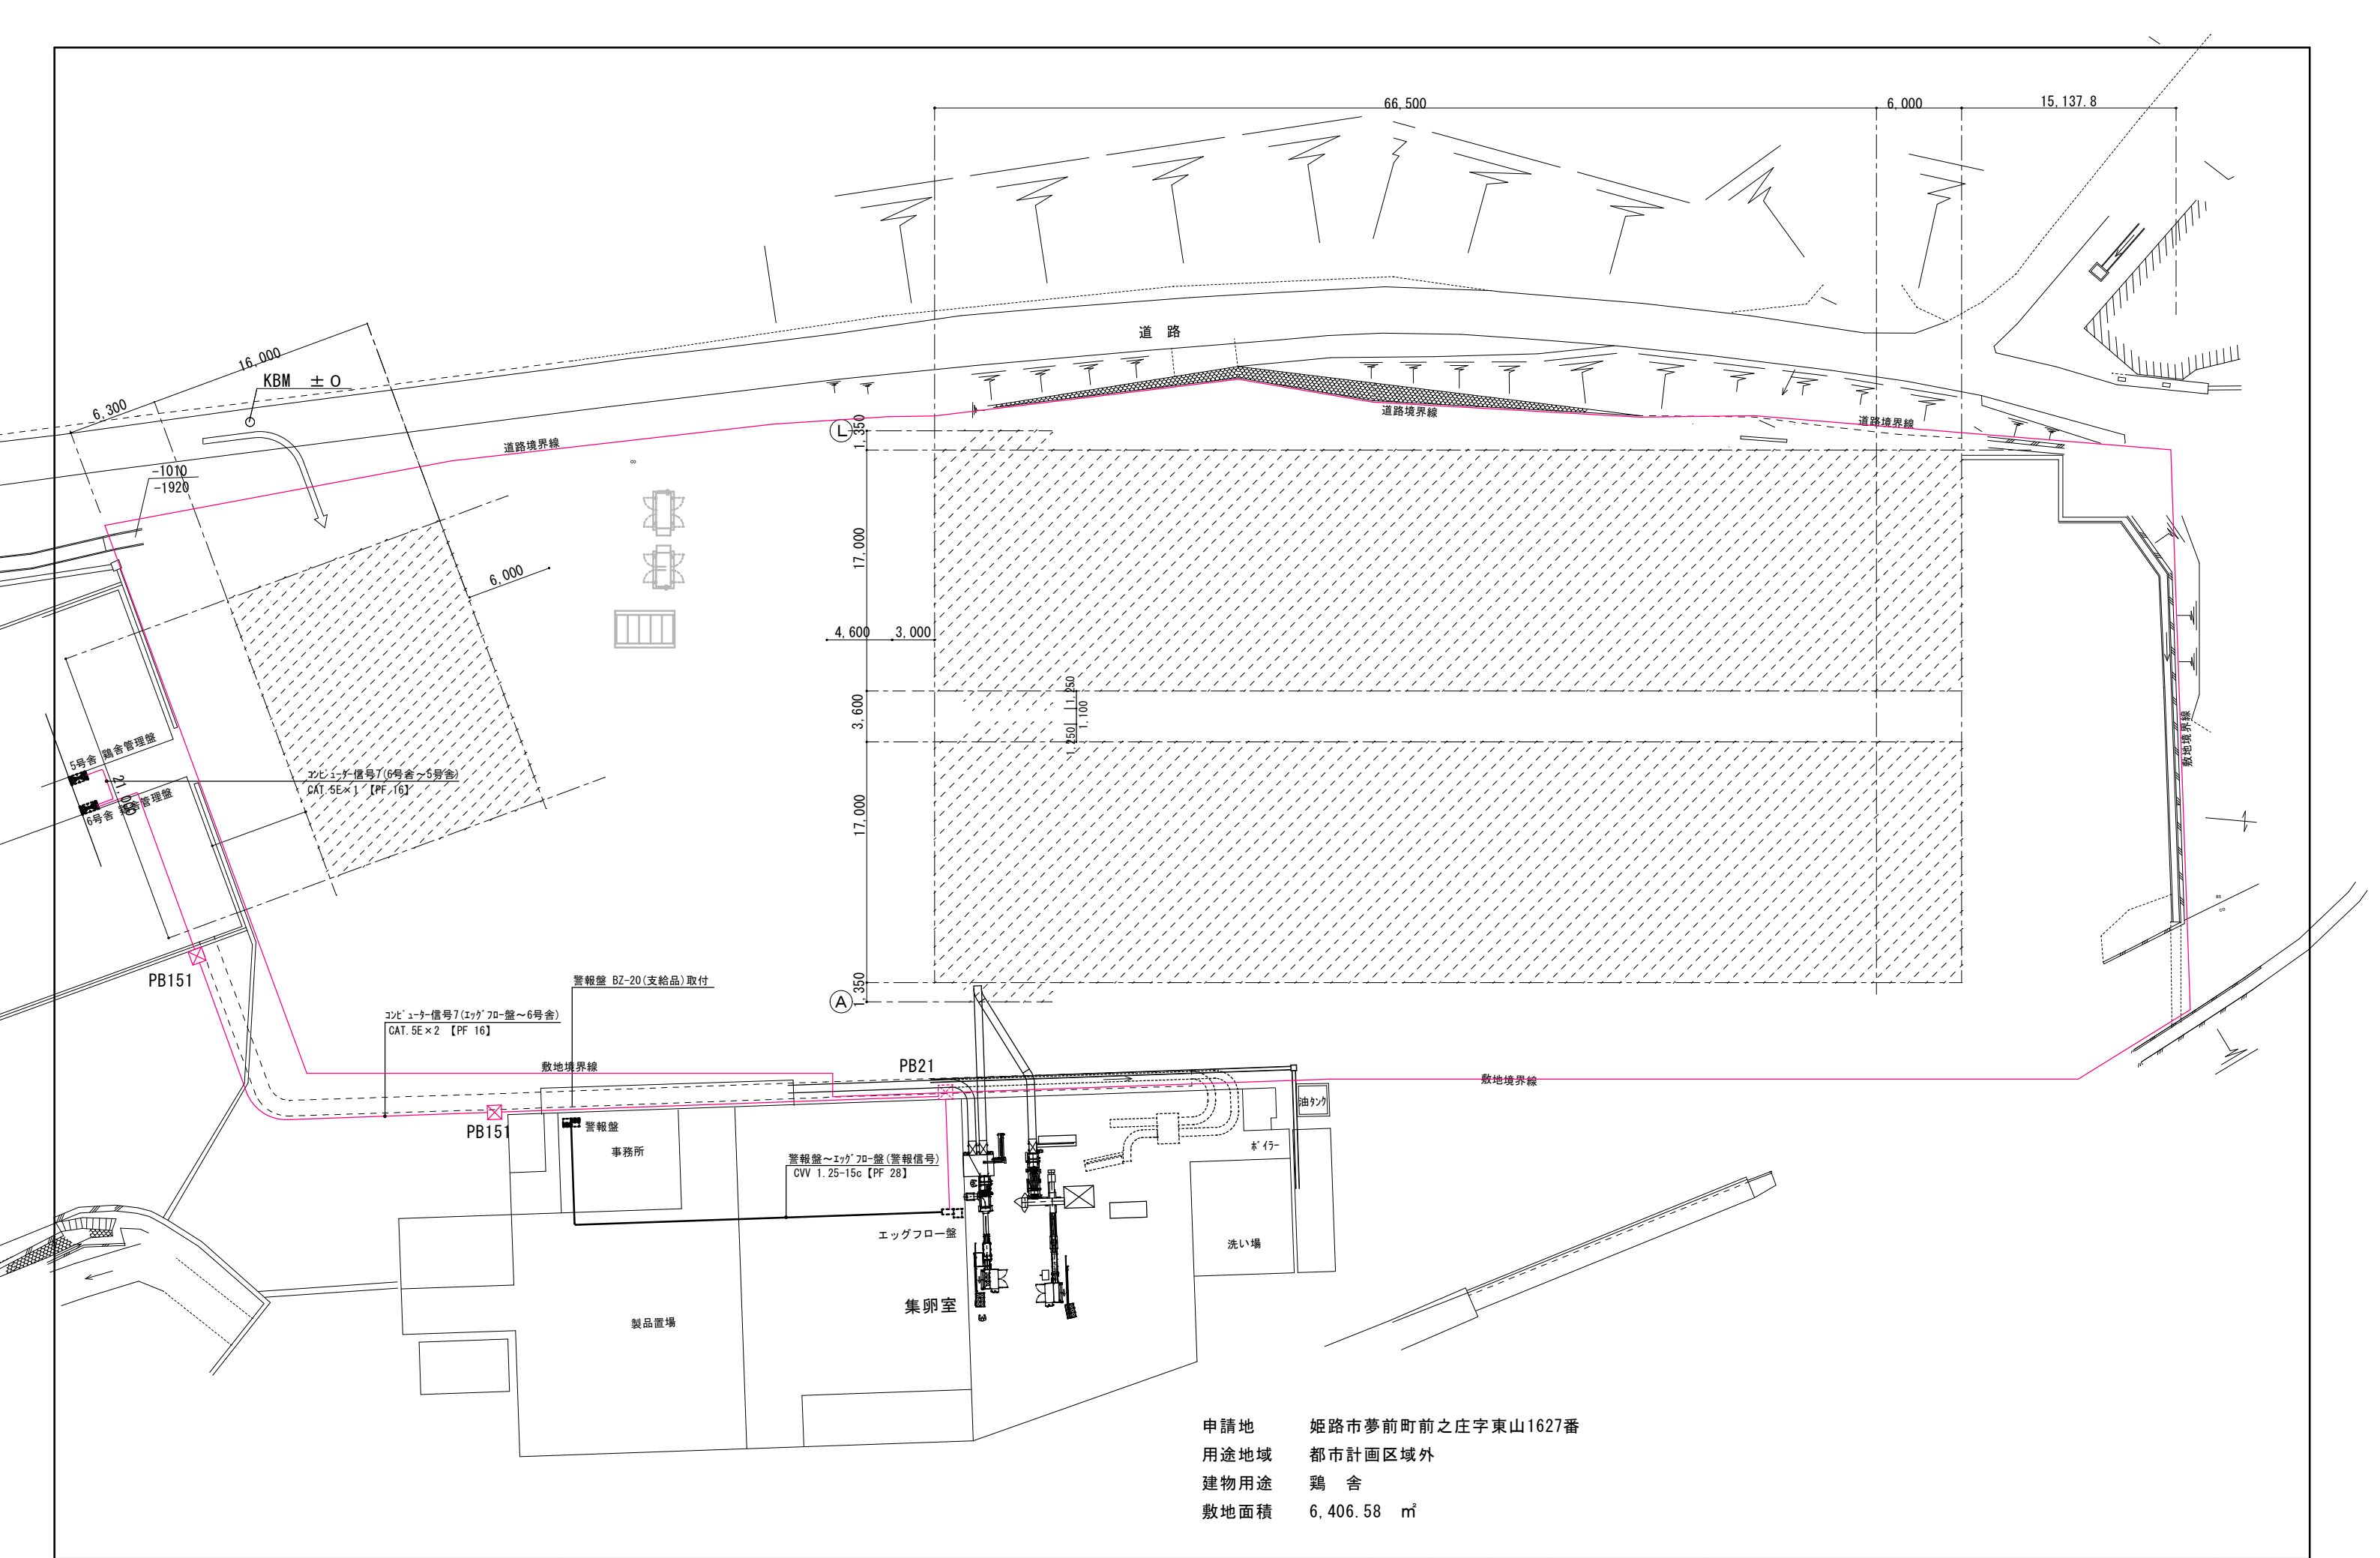 66,500
6,000
15,137.8
道 路
16,000
KBM ±0
6,300
道路境界線
道路境界線
道路境界線
L
1,350
-1010
-1920
17,000
6,000
4,600
3,000
1,250
1,100
1,250
3,600
敷地境界線
5号舎 鶏舎管理盤
21,000
6号舎 鶏舎管理盤
コンピューター信号7(6号舎～5号舎)
CAT.5E×1 【PF 16】
17,000
PB151
警報盤 BZ-20(支給品)取付
A
1,350
コンピューター信号7(エッグフロー盤～6号舎)
CAT.5E×2 【PF 16】
敷地境界線
PB21
敷地境界線
油タンク
PB151
警報盤
事務所
警報盤～エッグフロー盤(警報信号)
CVV 1.25-15c【PF 28】
ボイラー
エッグフロー盤
洗い場
集卵室
製品置場
申請地 姫路市夢前町前之庄字東山1627番
用途地域 都市計画区域外
建物用途 鶏 舎
敷地面積 6,406.58 ㎡